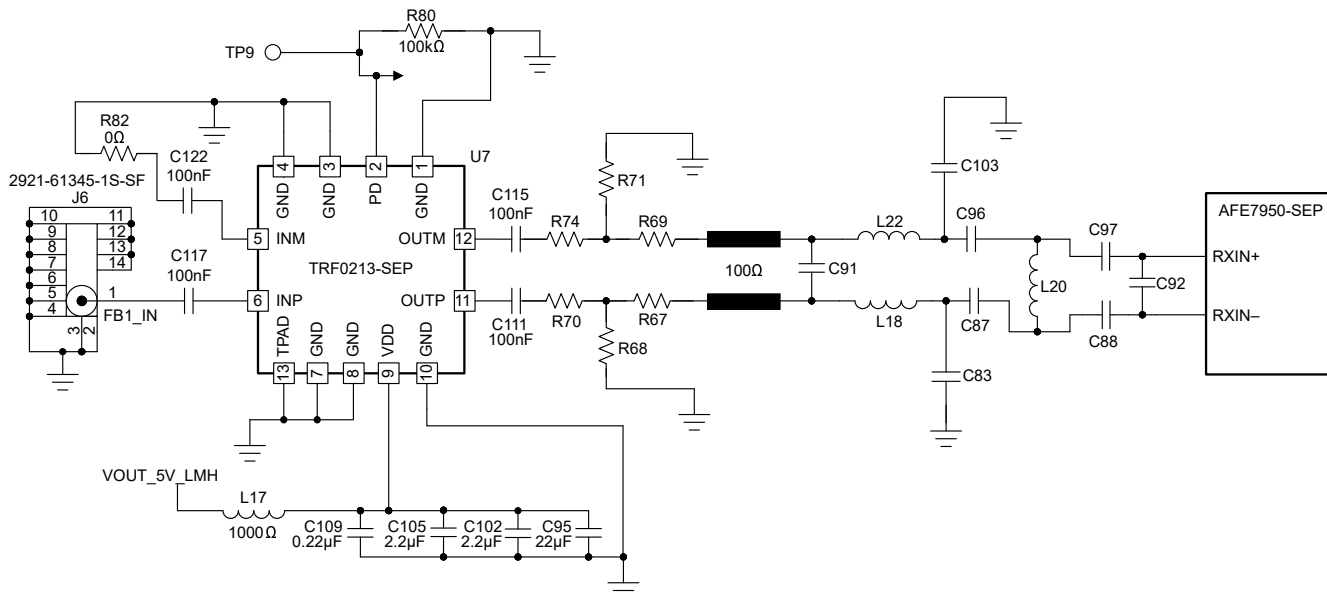 R80
100kΩ
TP9
R82
0Ω
C122
100nF
U7
4
3
2
1
GND
GND
PD
GND
2921-61345-1S-SF
J6
10
11
9
12
8
13
7
14
6
5
1
4
3
2
FB1_IN
C117
100nF
5
INM
6
INP
TRF0213-SEP
OUTM
12
OUTP
11
TPAD
GND
GND
VDD
GND
13
7
8
9
10
C115
100nF
R74
R71
R69
C111
100nF
R70
R67
R68
100Ω
C91
L22
L18
C103
C96
C87
C83
L20
C97
C88
C92
AFE7950-SEP
RXIN+
RXIN–
VOUT_5V_LMH
L17
1000Ω
C109
0.22µF
C105
2.2µF
C102
2.2µF
C95
22µF